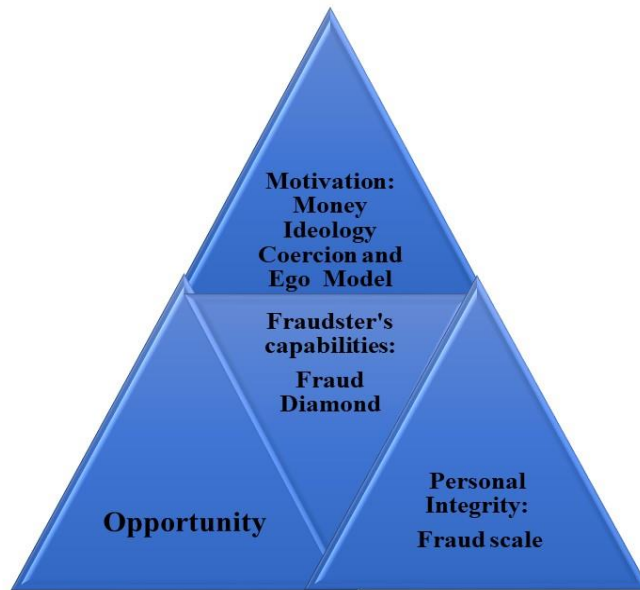 Motivation:
Money
Ideology
Coercion and
Ego Model
Fraudster's
capabilities:
Fraud
Diamond
Opportunity
Personal
Integrity:
Fraud scale